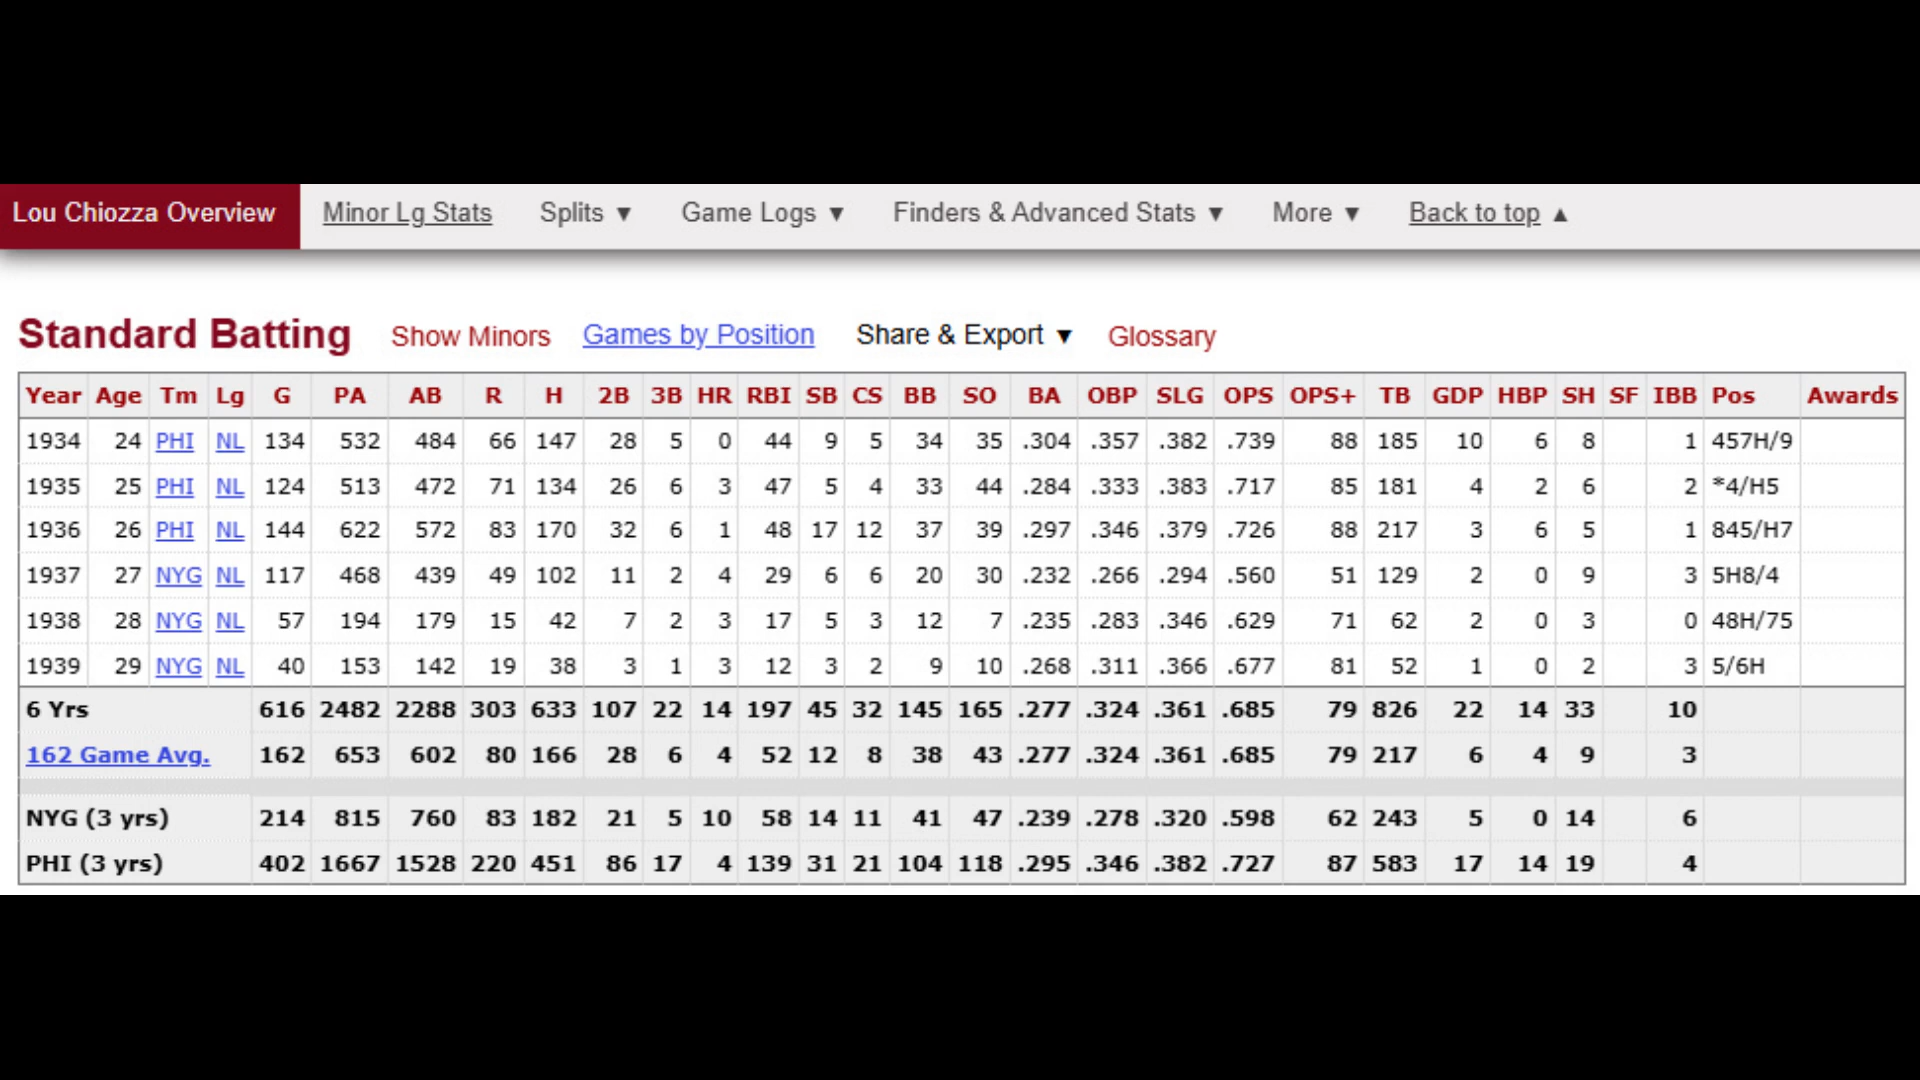 Lou Chiozza Overview Minor Lg Stats Splits ▼ Game Logs ▼ Finders & Advanced Stats ▼ More ▼ Back to top ▲
Standard Batting Show Minors Games by Position Share & Export ▼ Glossary
Year Age Tm Lg G PA AB R H 2B 3B HR RBI SB CS BB SO BA OBP SLG OPS OPS+ TB GDP HBP SH SF IBB Pos Awards
1934 24 PHI NL 134 532 484 66 147 28 5 0 44 9 5 34 35 .304 .357 .382 .739 88 185 10 6 8 1 457H/9
1935 25 PHI NL 124 513 472 71 134 26 6 3 47 5 4 33 44 .284 .333 .383 .717 85 181 4 2 6 2 *4/H5
1936 26 PHI NL 144 622 572 83 170 32 6 1 48 17 12 37 39 .297 .346 .379 .726 88 217 3 6 5 1 845/H7
1937 27 NYG NL 117 468 439 49 102 11 2 4 29 6 6 20 30 .232 .266 .294 .560 51 129 2 0 9 3 5H8/4
1938 28 NYG NL 57 194 179 15 42 7 2 3 17 5 3 12 7 .235 .283 .346 .629 71 62 2 0 3 0 48H/75
1939 29 NYG NL 40 153 142 19 38 3 1 3 12 3 2 9 10 .268 .311 .366 .677 81 52 1 0 2 3 5/6H
6 Yrs 616 2482 2288 303 633 107 22 14 197 45 32 145 165 .277 .324 .361 .685 79 826 22 14 33 10
162 Game Avg. 162 653 602 80 166 28 6 4 52 12 8 38 43 .277 .324 .361 .685 79 217 6 4 9 3
NYG (3 yrs) 214 815 760 83 182 21 5 10 58 14 11 41 47 .239 .278 .320 .598 62 243 5 0 14 6
PHI (3 yrs) 402 1667 1528 220 451 86 17 4 139 31 21 104 118 .295 .346 .382 .727 87 583 17 14 19 4